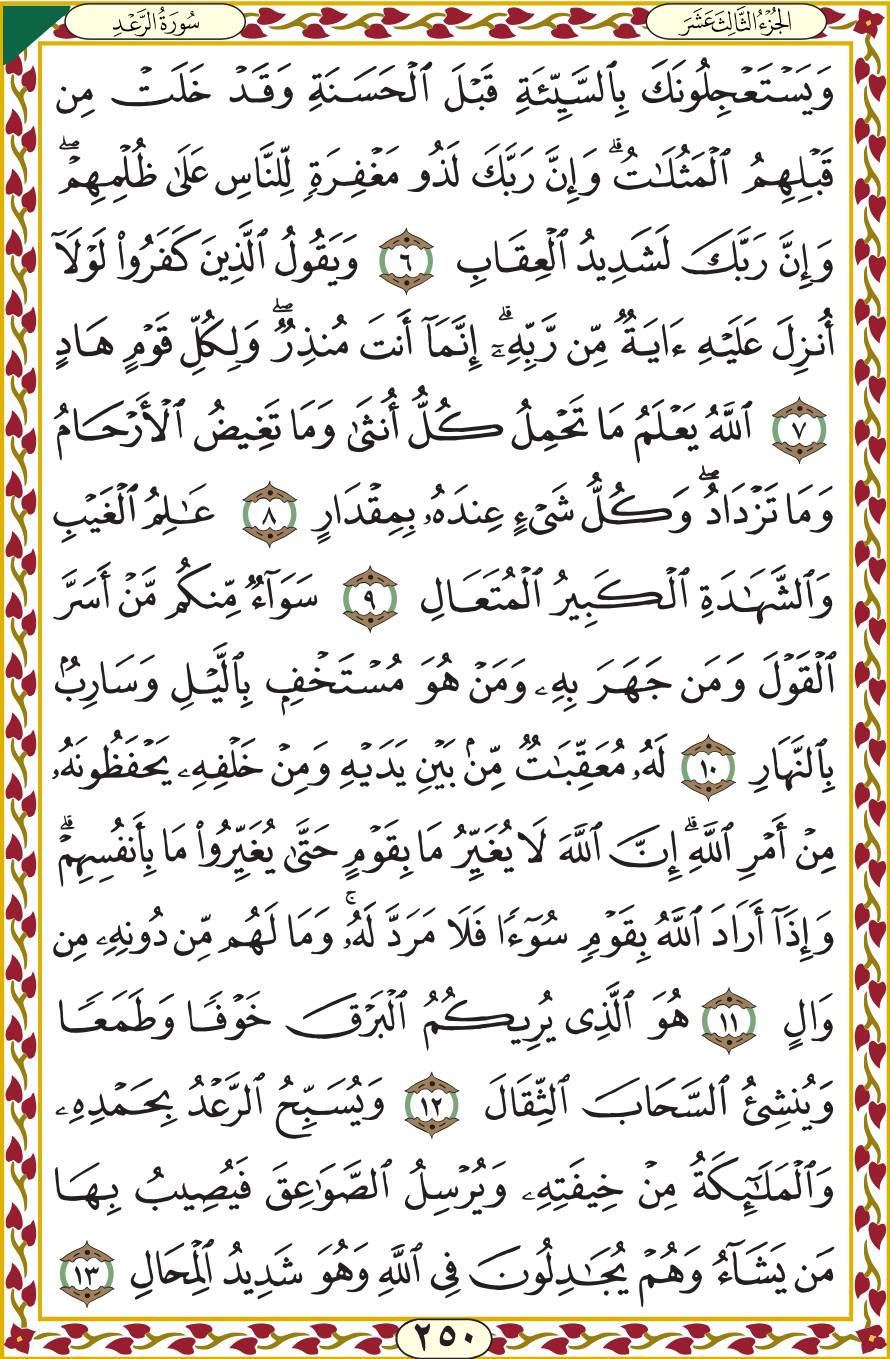 الجُزْءُ الثَّالِثَ عَشَرَ
سُورَةُ الرَّعْدِ
وَيَسْتَعْجِلُونَكَ بِٱلسَّيِّئَةِ قَبْلَ ٱلْحَسَنَةِ وَقَدْ خَلَتْ مِن
قَبْلِهِمُ ٱلْمَثُلَـٰتُ ۗ وَإِنَّ رَبَّكَ لَذُو مَغْفِرَةٍ لِّلنَّاسِ عَلَىٰ ظُلْمِهِمْ ۖ
وَإِنَّ رَبَّكَ لَشَدِيدُ ٱلْعِقَابِ ٦ وَيَقُولُ ٱلَّذِينَ كَفَرُوا۟ لَوْلَآ
أُنزِلَ عَلَيْهِ ءَايَةٌ مِّن رَّبِّهِۦٓ ۗ إِنَّمَآ أَنتَ مُنذِرٌ ۖ وَلِكُلِّ قَوْمٍ هَادٍ
٧ ٱللَّهُ يَعْلَمُ مَا تَحْمِلُ كُلُّ أُنثَىٰ وَمَا تَغِيضُ ٱلْأَرْحَامُ
وَمَا تَزْدَادُ ۖ وَكُلُّ شَىْءٍ عِندَهُۥ بِمِقْدَارٍ ٨ عَـٰلِمُ ٱلْغَيْبِ
وَٱلشَّهَـٰدَةِ ٱلْكَبِيرُ ٱلْمُتَعَالِ ٩ سَوَآءٌ مِّنكُم مَّنْ أَسَرَّ
ٱلْقَوْلَ وَمَن جَهَرَ بِهِۦ وَمَنْ هُوَ مُسْتَخْفٍۭ بِٱلَّيْلِ وَسَارِبٌۢ
بِٱلنَّهَارِ ١٠ لَهُۥ مُعَقِّبَـٰتٌ مِّنۢ بَيْنِ يَدَيْهِ وَمِنْ خَلْفِهِۦ يَحْفَظُونَهُۥ
مِنْ أَمْرِ ٱللَّهِ ۗ إِنَّ ٱللَّهَ لَا يُغَيِّرُ مَا بِقَوْمٍ حَتَّىٰ يُغَيِّرُوا۟ مَا بِأَنفُسِهِمْ ۗ
وَإِذَآ أَرَادَ ٱللَّهُ بِقَوْمٍ سُوٓءًا فَلَا مَرَدَّ لَهُۥ ۚ وَمَا لَهُم مِّن دُونِهِۦ مِن
وَالٍ ١١ هُوَ ٱلَّذِى يُرِيكُمُ ٱلْبَرْقَ خَوْفًا وَطَمَعًا
وَيُنشِئُ ٱلسَّحَابَ ٱلثِّقَالَ ١٢ وَيُسَبِّحُ ٱلرَّعْدُ بِحَمْدِهِۦ
وَٱلْمَلَـٰٓئِكَةُ مِنْ خِيفَتِهِۦ وَيُرْسِلُ ٱلصَّوَٰعِقَ فَيُصِيبُ بِهَا
مَن يَشَآءُ وَهُمْ يُجَـٰدِلُونَ فِى ٱللَّهِ وَهُوَ شَدِيدُ ٱلْمِحَالِ ١٣
٢٥٠